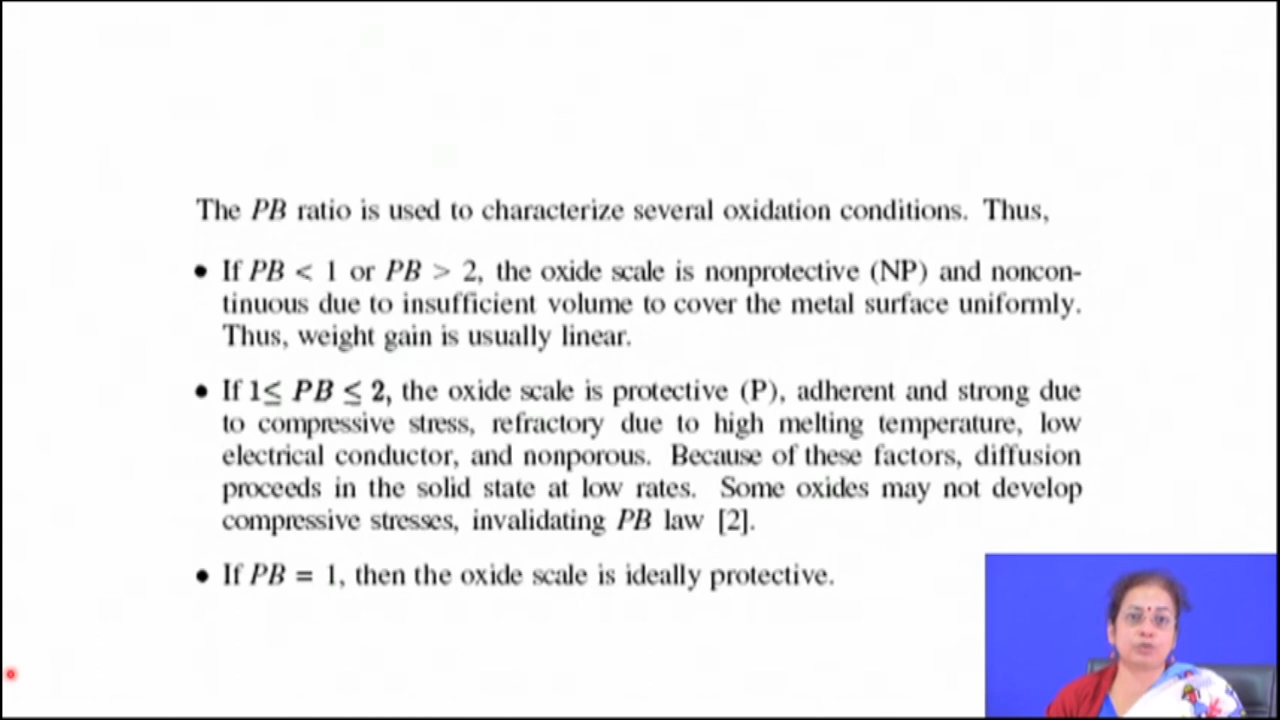 The PB ratio is used to characterize several oxidation conditions. Thus,
• If PB < 1 or PB > 2, the oxide scale is nonprotective (NP) and noncon-
tinuous due to insufficient volume to cover the metal surface uniformly.
Thus, weight gain is usually linear.
• If 1≤ PB ≤ 2, the oxide scale is protective (P), adherent and strong due
to compressive stress, refractory due to high melting temperature, low
electrical conductor, and nonporous. Because of these factors, diffusion
proceeds in the solid state at low rates. Some oxides may not develop
compressive stresses, invalidating PB law [2].
• If PB = 1, then the oxide scale is ideally protective.